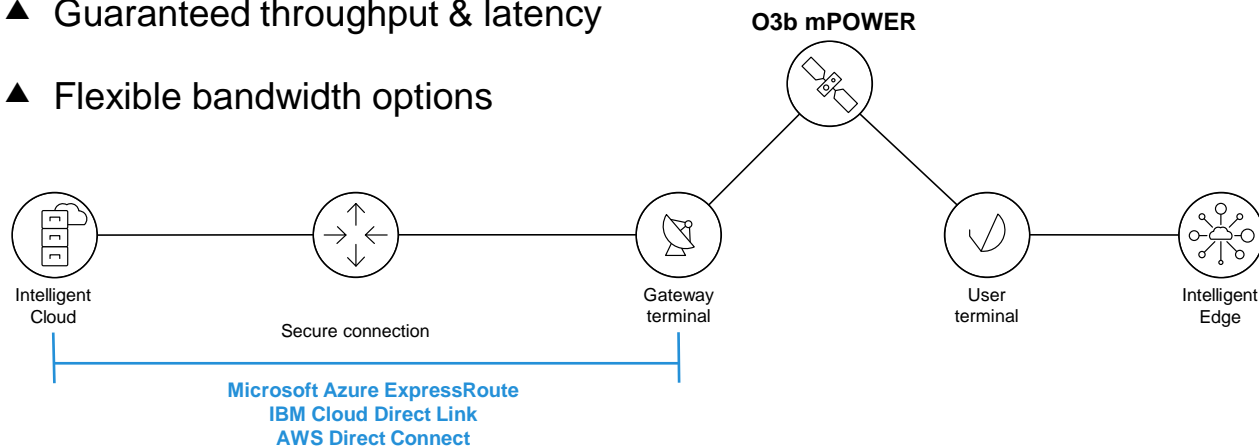 ▲ Guaranteed throughput & latency
▲ Flexible bandwidth options
O3b mPOWER
Intelligent
Cloud
Secure connection
Gateway
terminal
User
terminal
Intelligent
Edge
Microsoft Azure ExpressRoute
IBM Cloud Direct Link
AWS Direct Connect